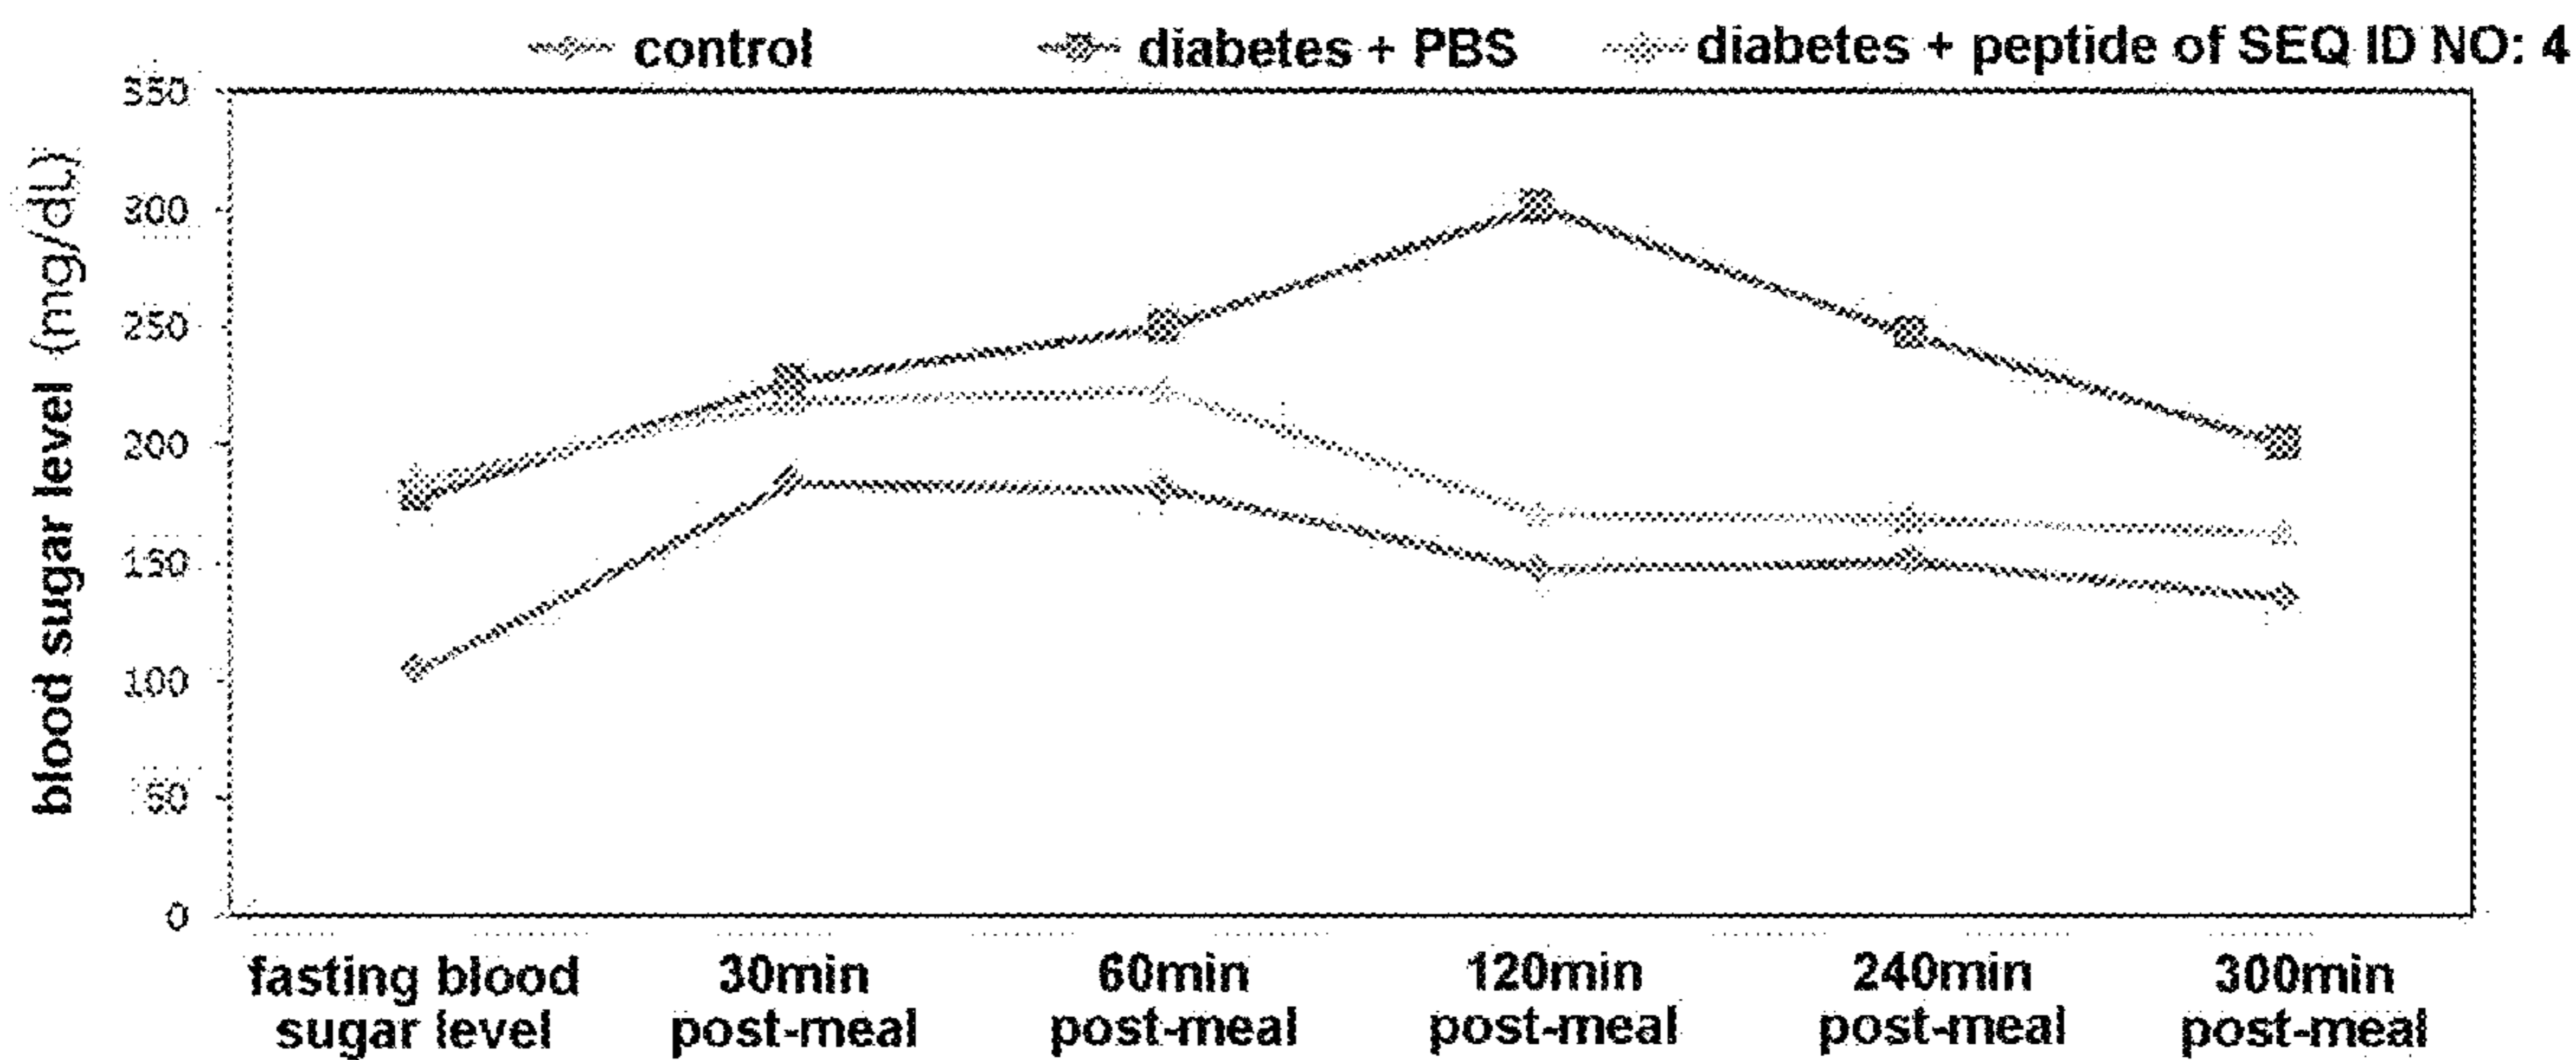 control diabetes + PBS diabetes + peptide of SEQ ID NO: 4
blood sugar level (mg/dL)
350
300
250
200
150
100
50
0
fasting blood sugar level
30min post-meal
60min post-meal
120min post-meal
240min post-meal
300min post-meal